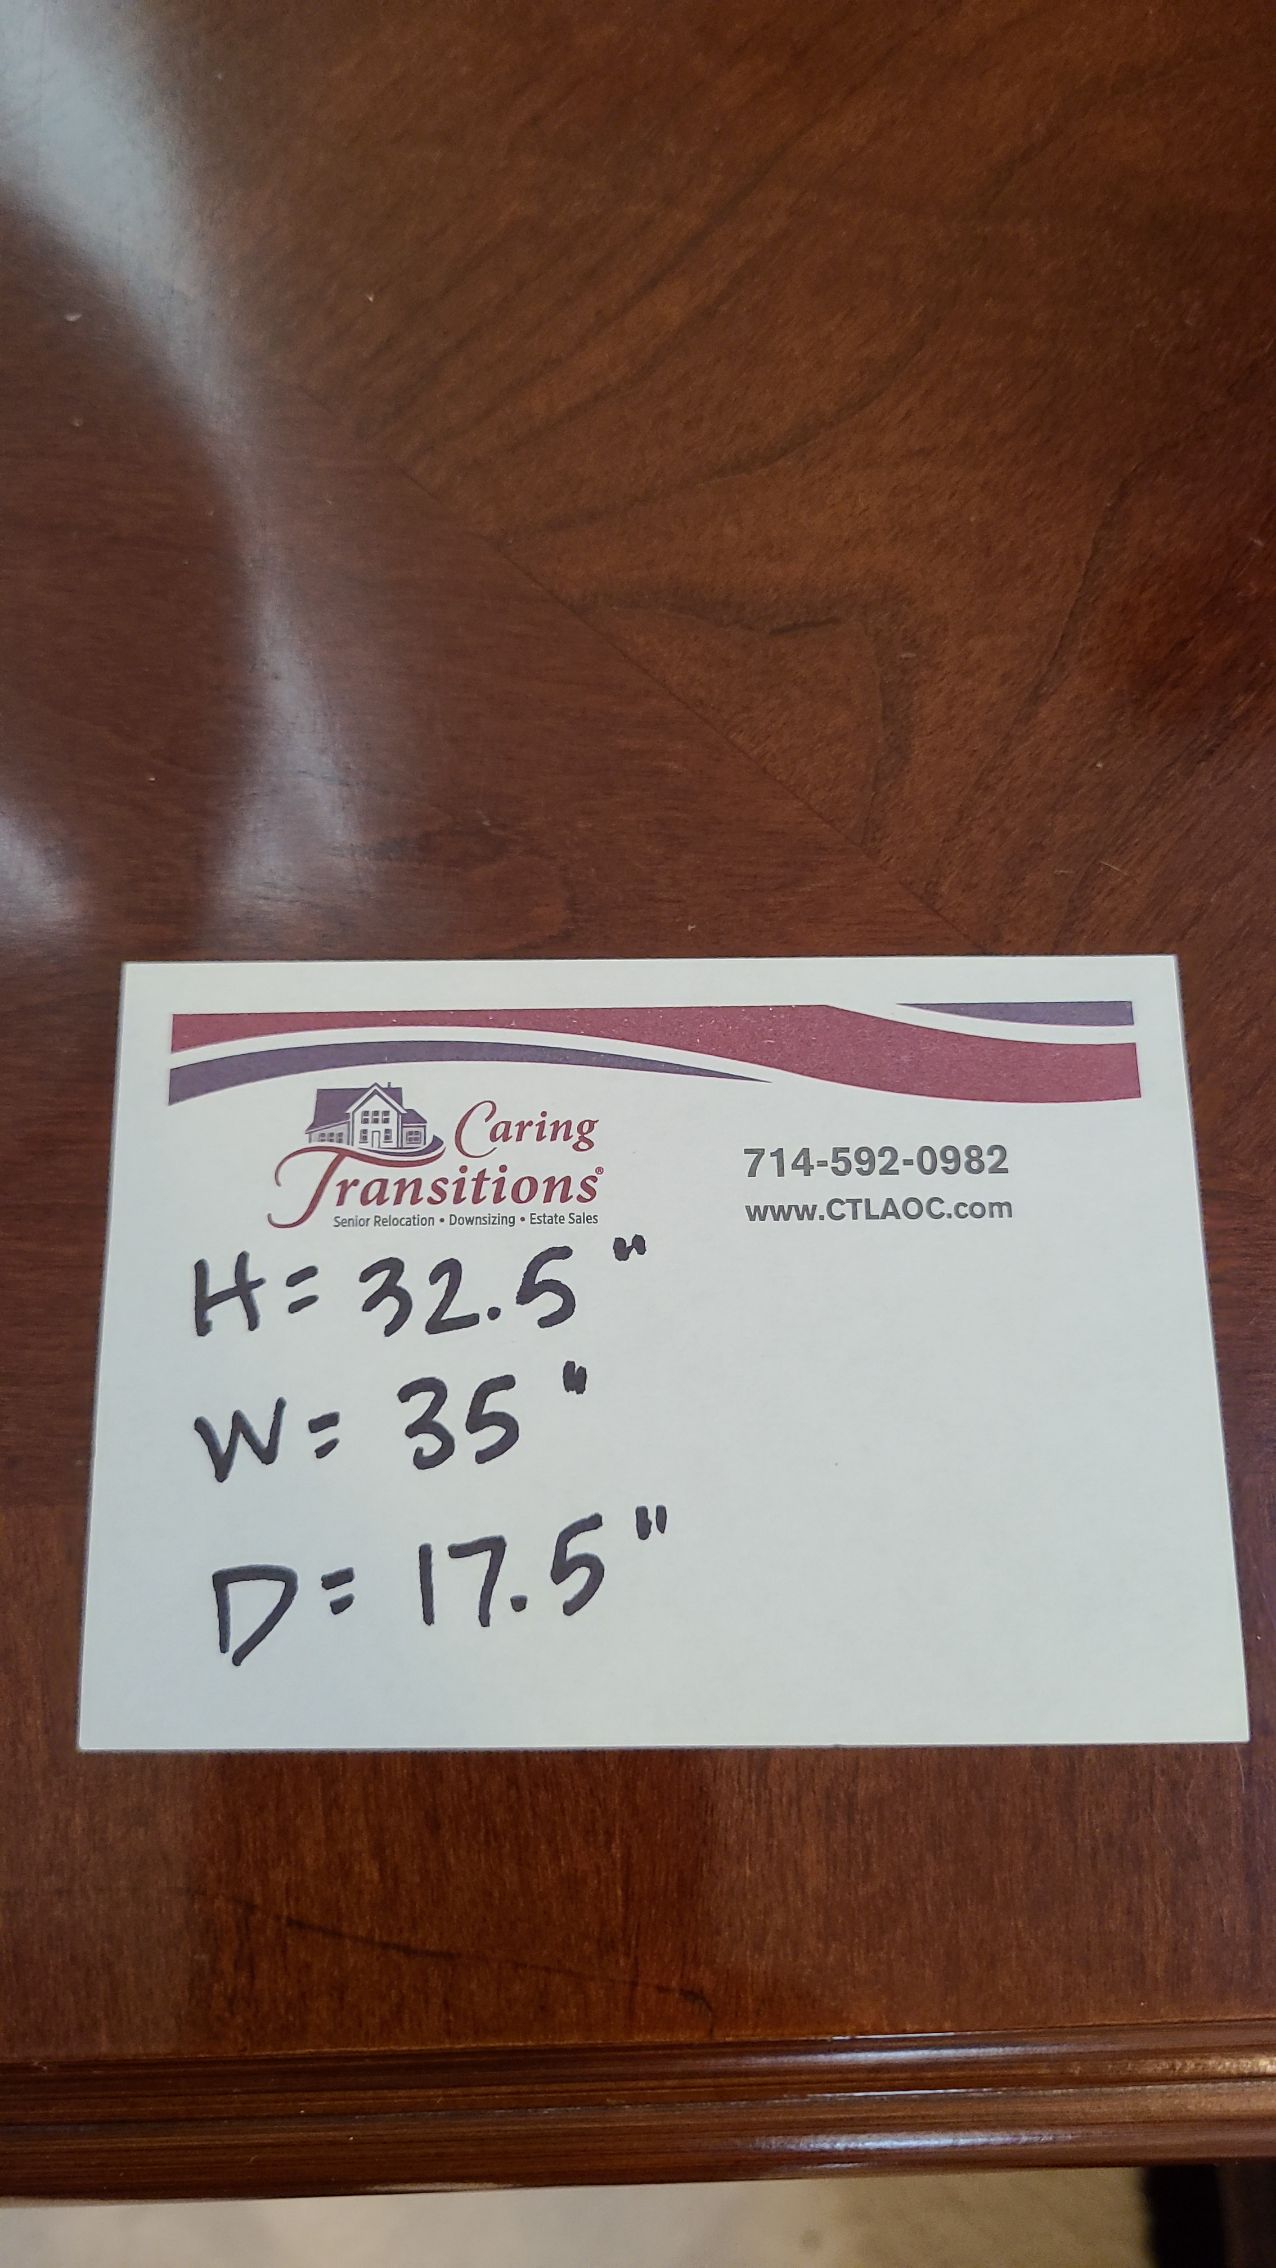 Caring
Transitions®
Senior Relocation • Downsizing • Estate Sales
714-592-0982
www.CTLAOC.com
H = 32.5"
W = 35"
D = 17.5"